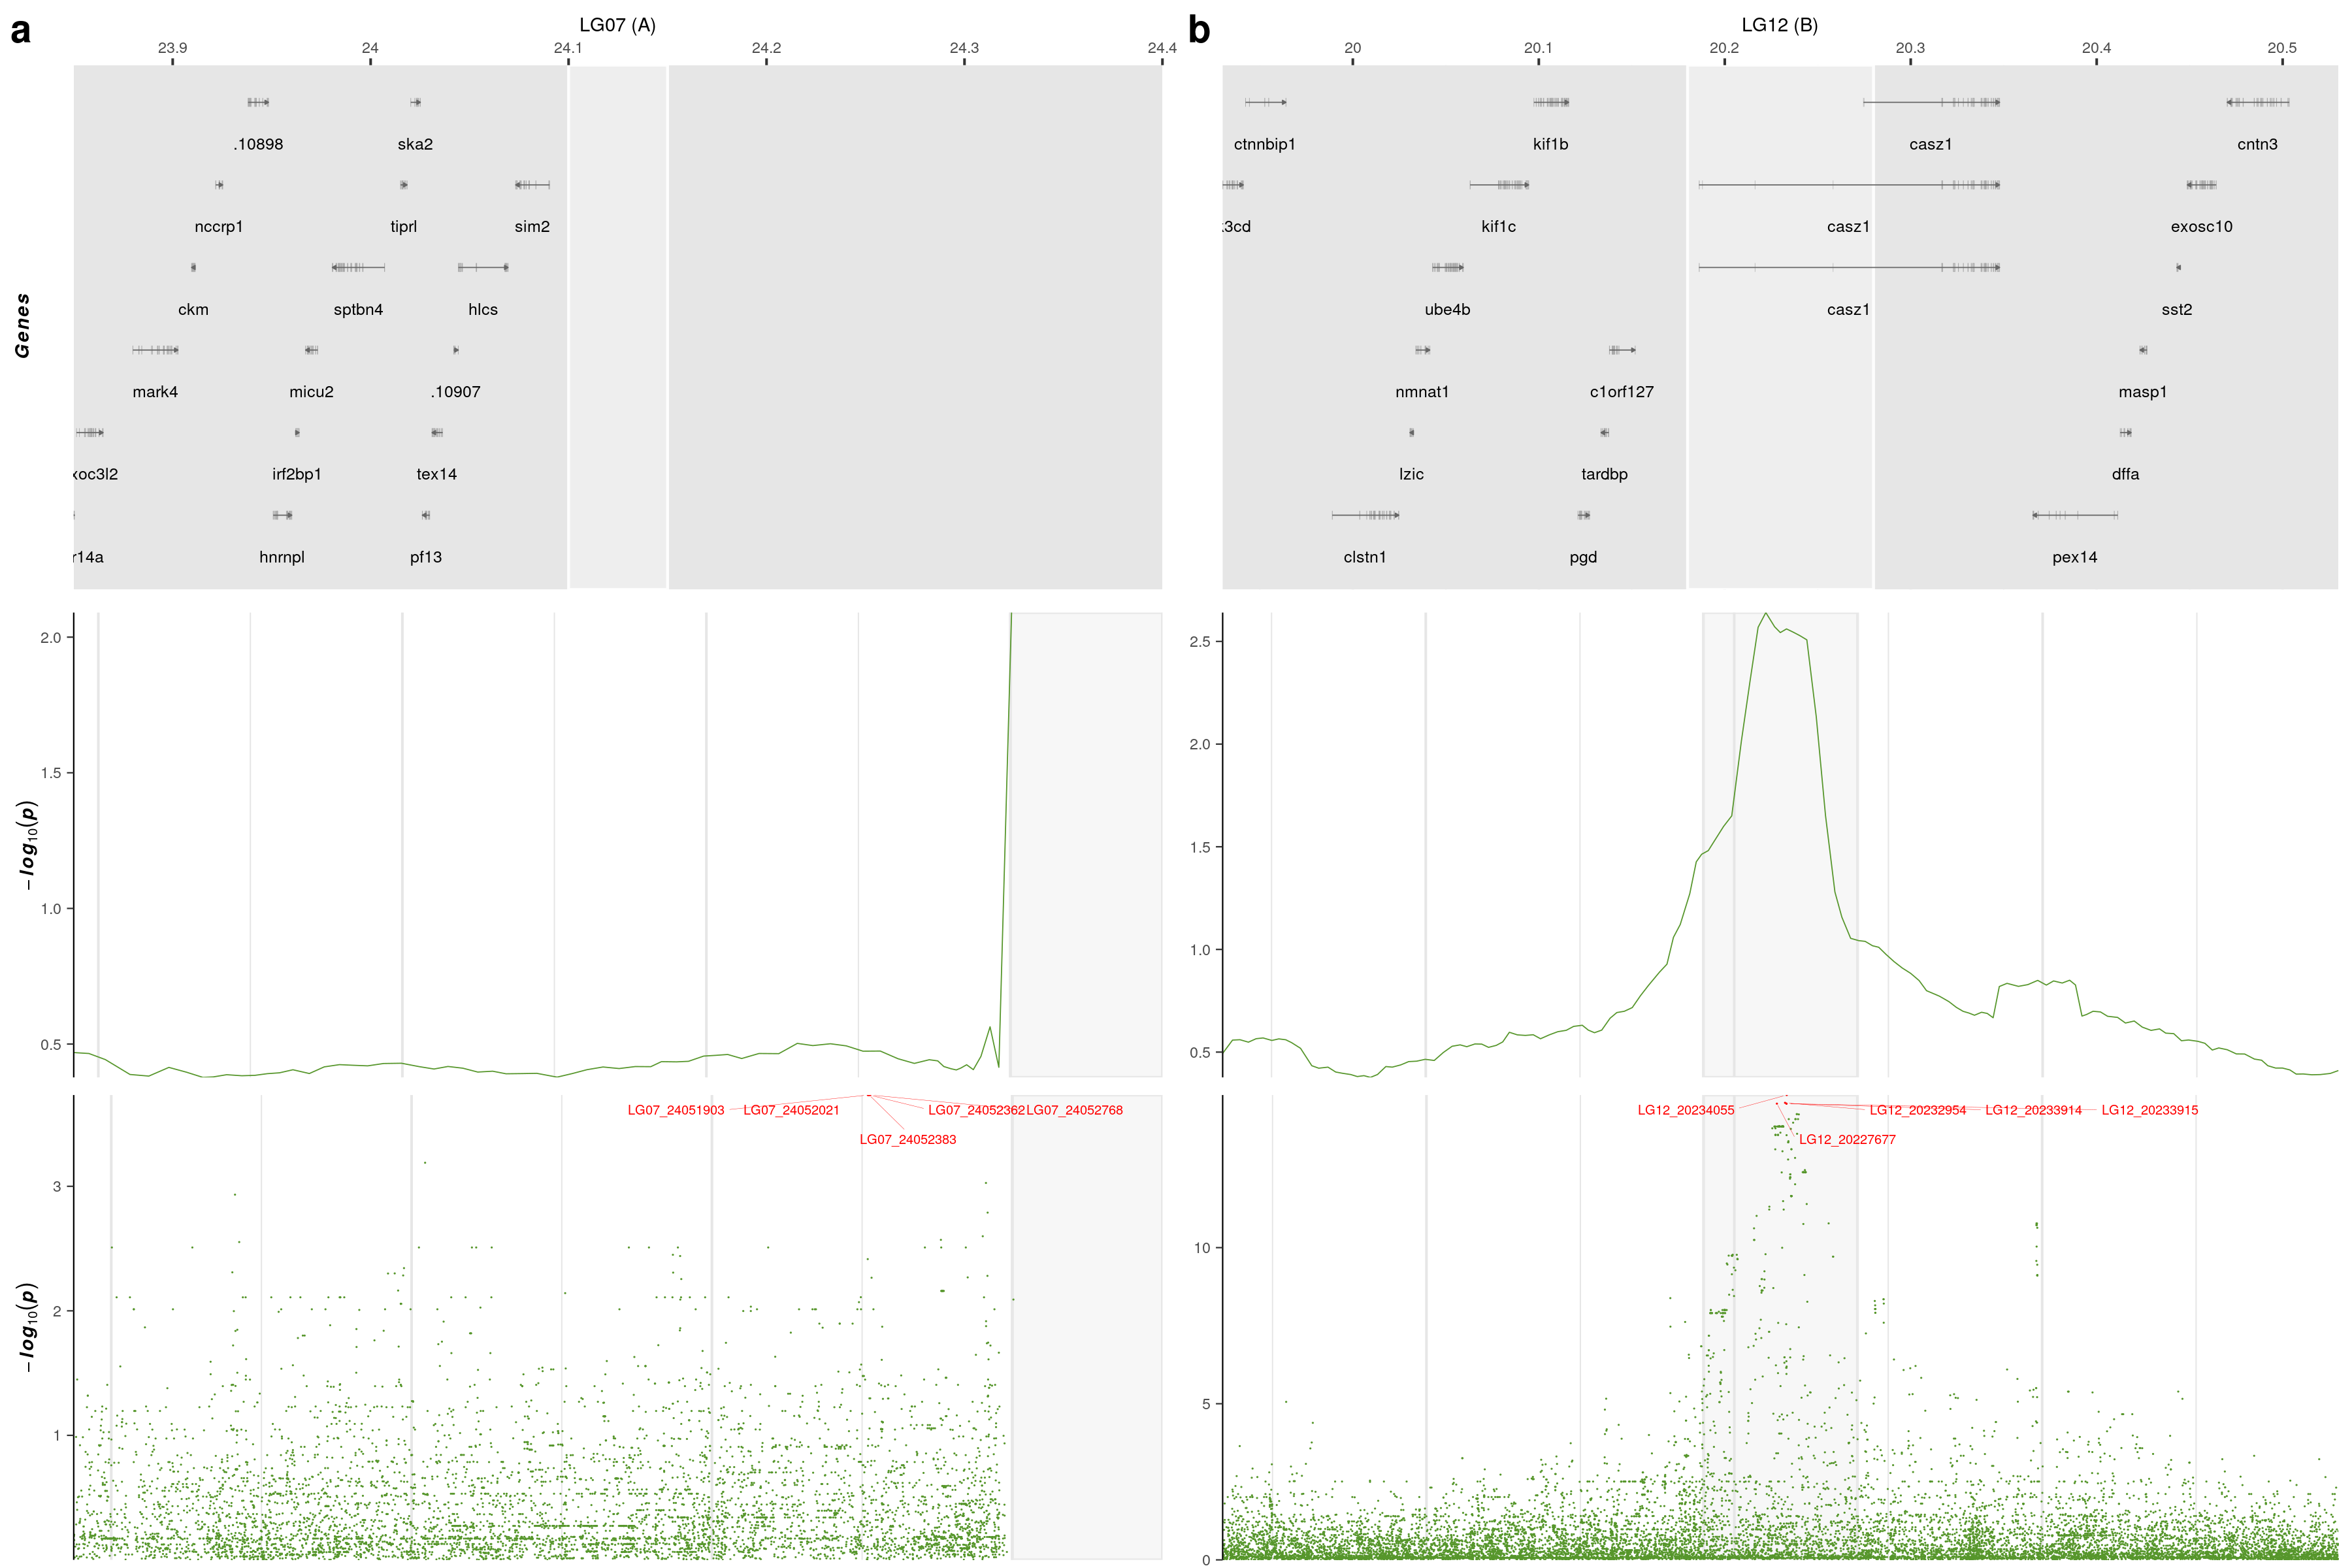 a
LG07 (A)
23.9 24 24.1 24.2 24.3 24.4
Genes
.10898 ska2
nccrp1 tiprl sim2
ckm sptbn4 hlcs
mark4 micu2 .10907
xoc3l2 irf2bp1 tex14
r14a hnrnpl pf13
−log10(p)
2.0
1.5
1.0
0.5
−log10(p)
LG07_24051903 LG07_24052021 LG07_24052362 LG07_24052768
LG07_24052383
3
2
1
b
LG12 (B)
20 20.1 20.2 20.3 20.4 20.5
ctnnbip1 kif1b casz1 cntn3
3cd kif1c casz1 exosc10
ube4b casz1 sst2
nmnat1 c1orf127 masp1
lzic tardbp dffa
clstn1 pgd pex14
2.5
2.0
1.5
1.0
0.5
LG12_20234055 LG12_20232954 LG12_20233914 LG12_20233915
LG12_20227677
10
5
0